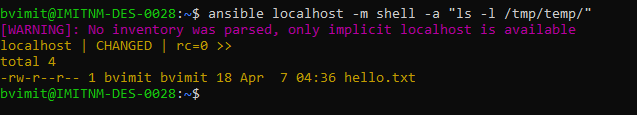 bvimit@IMITNM-DES-0028:~$ ansible localhost -m shell -a "ls -l /tmp/temp/"
[WARNING]: No inventory was parsed, only implicit localhost is available
localhost | CHANGED | rc=0 >>
total 4
-rw-r--r-- 1 bvimit bvimit 18 Apr  7 04:36 hello.txt
bvimit@IMITNM-DES-0028:~$